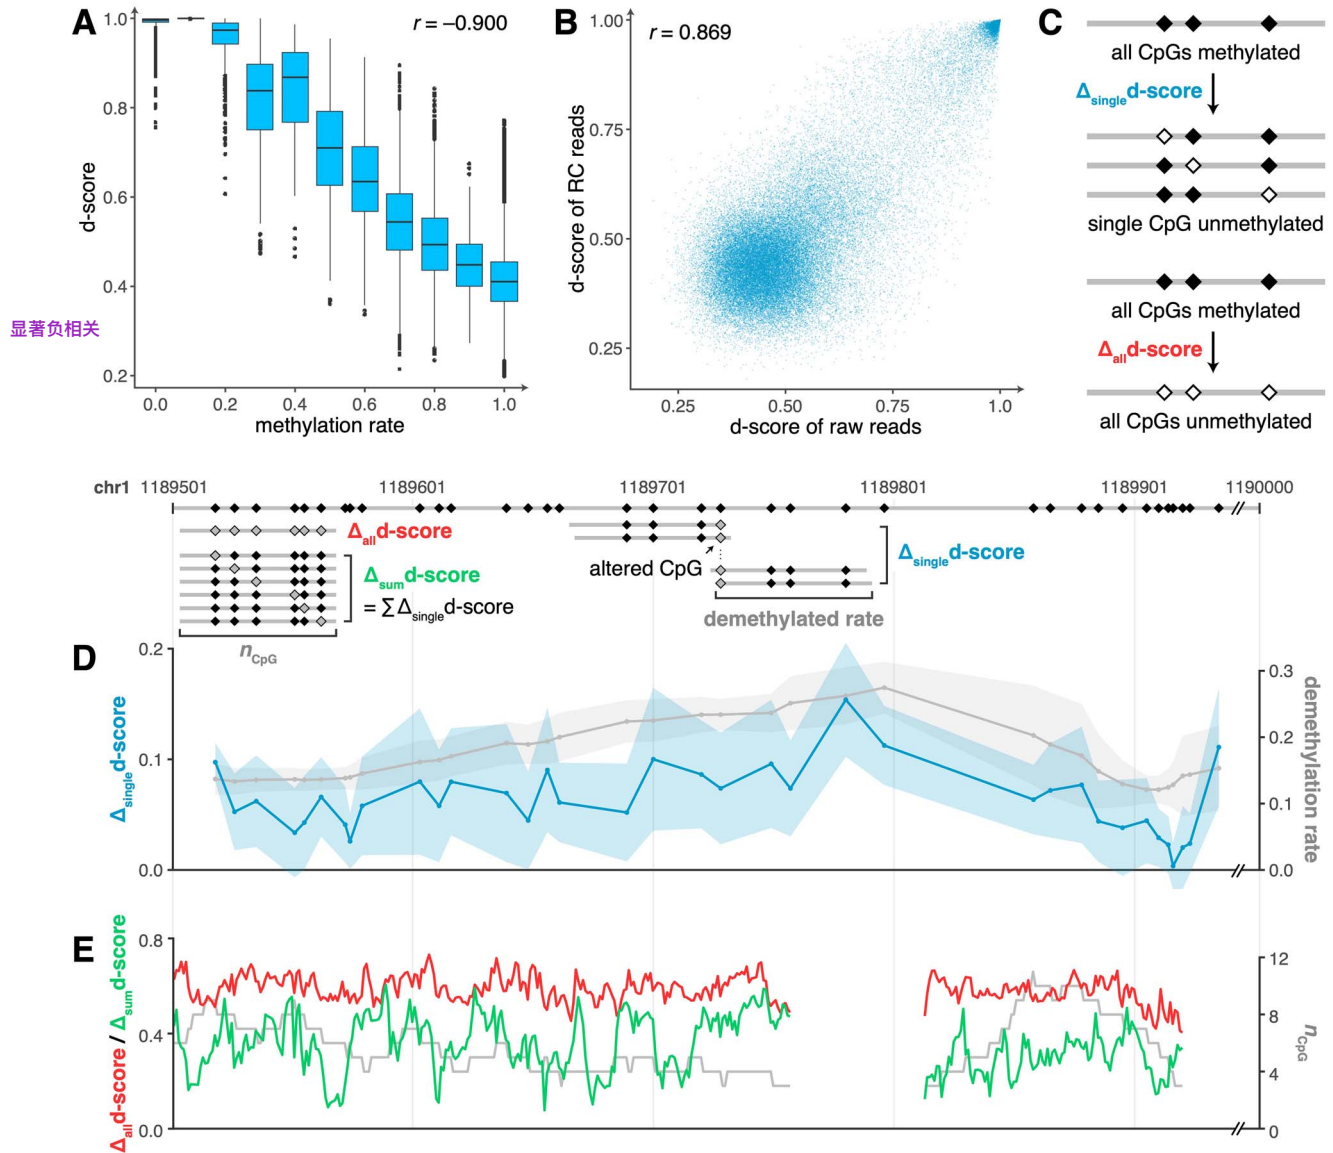 A
1.0
0.8
0.6
0.4
0.2
d-score
r = −0.900
0.0
0.2
0.4
0.6
0.8
1.0
methylation rate
显著负相关
B
1.00
0.75
0.50
0.25
d-score of RC reads
r = 0.869
0.25
0.50
0.75
1.0
d-score of raw reads
C
all CpGs methylated
Δsingled-score
single CpG unmethylated
all CpGs methylated
Δalld-score
all CpGs unmethylated
chr1
1189501
1189601
1189701
1189801
1189901
1190000
Δalld-score
Δsumd-score
= ∑Δsingled-score
nCpG
altered CpG
Δsingled-score
demethylated rate
D
0.2
0.1
0.0
Δsingled-score
0.3
0.2
0.1
0.0
demethylation rate
E
0.8
0.4
0.0
Δalld-score / Δsumd-score
12
8
4
0
nCpG